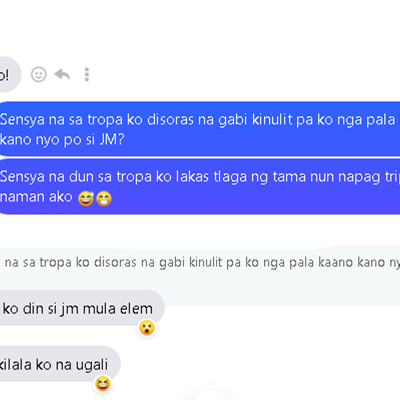 o!
Sensya na sa tropa ko disoras na gabi kinulit pa ko nga pala
kano nyo po si JM?
Sensya na dun sa tropa ko lakas tlaga ng tama nun napag tri
naman ako 😅😁
na sa tropa ko disoras na gabi kinulit pa ko nga pala kaano kano ny
ko din si jm mula elem
kilala ko na ugali